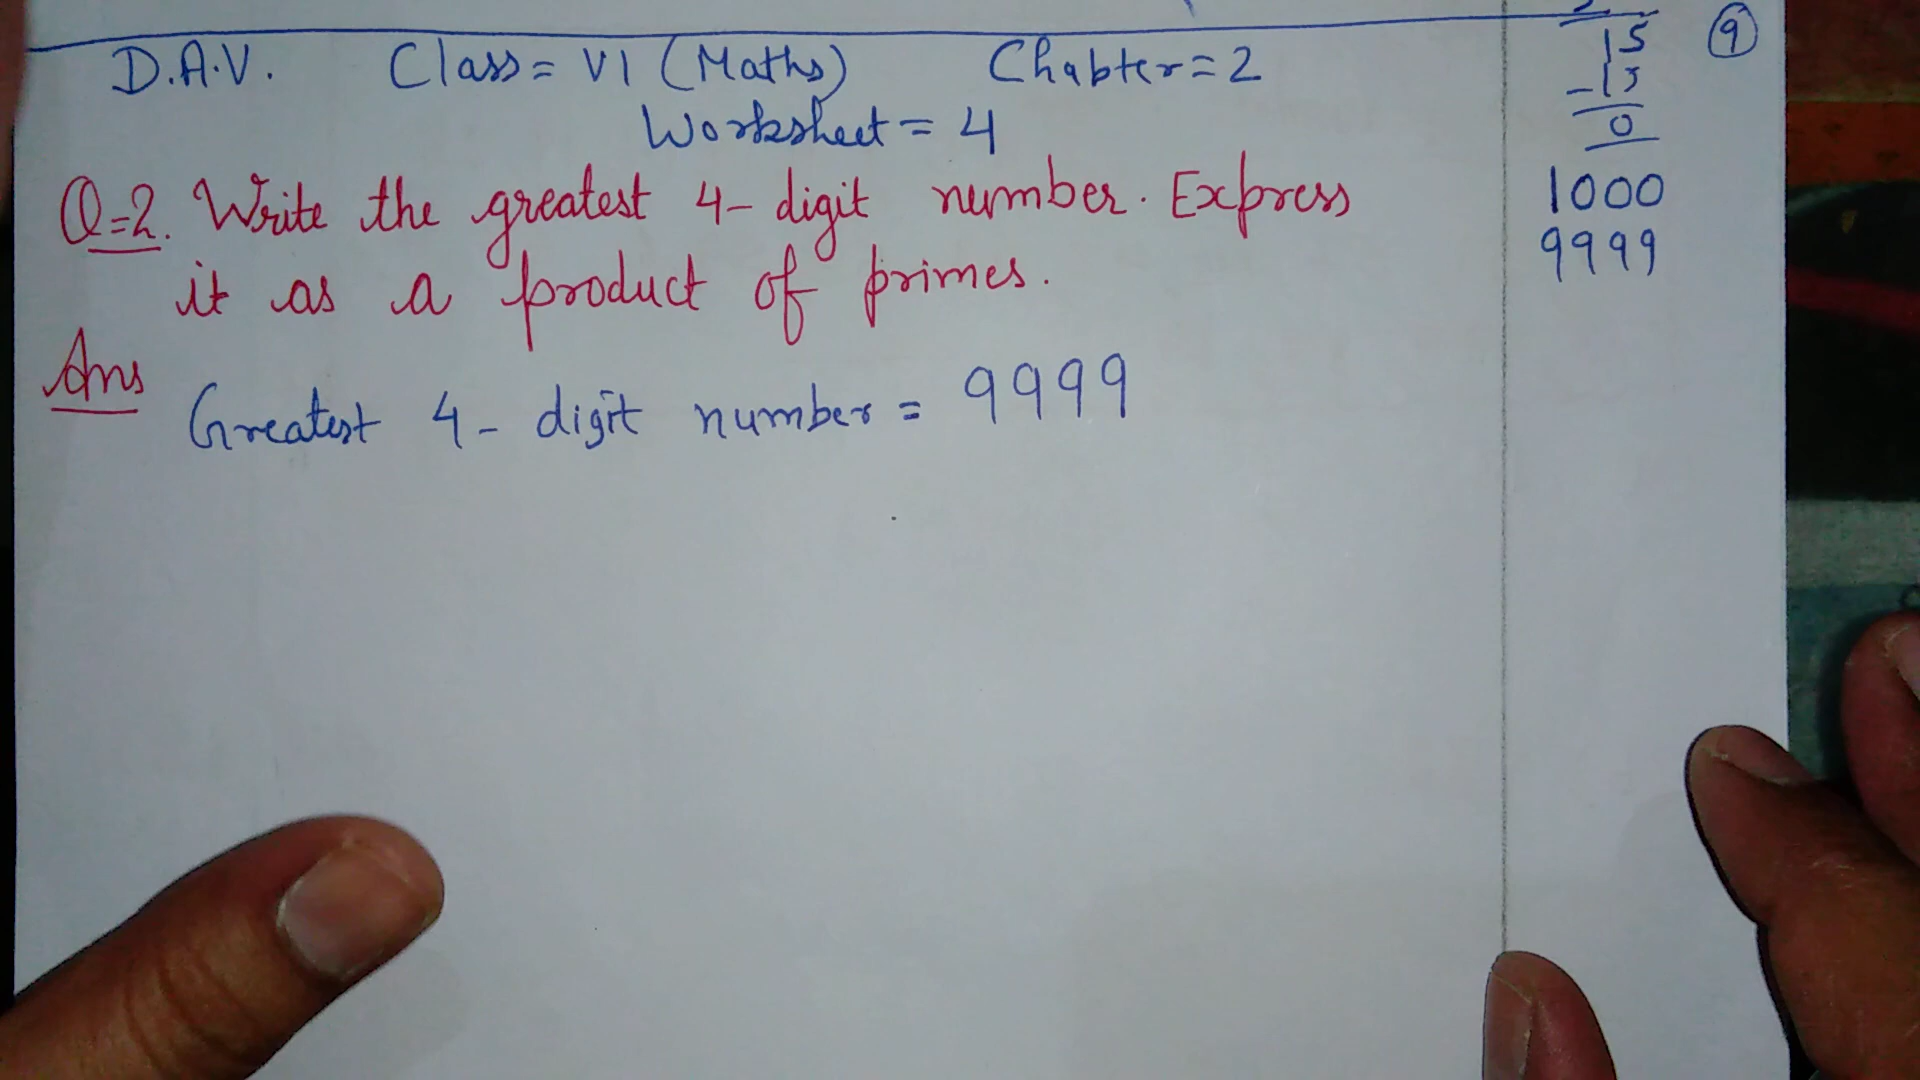 D.A.V. Class = VI (Maths) Chapter = 2
Worksheet = 4
Q=2. Write the greatest 4-digit number. Express
it as a product of primes.
Ans
Greatest 4-digit number = 9999
15
-15
0
1000
9999
9